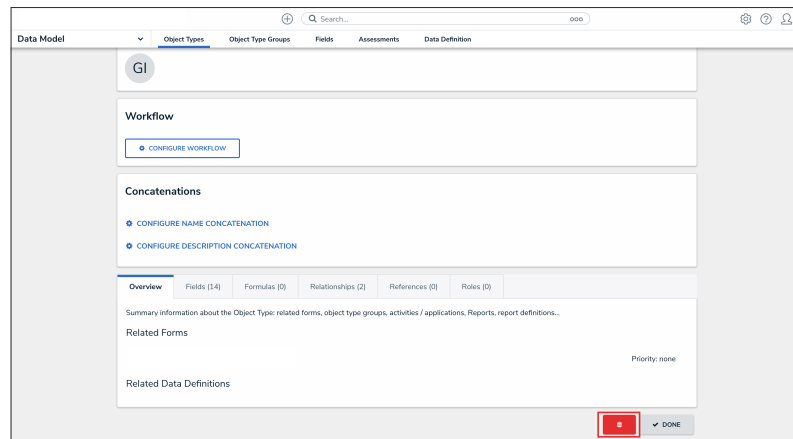 Search...
Data Model
Object Types
Object Type Groups
Fields
Assessments
Data Definition
GI
Workflow
CONFIGURE WORKFLOW
Concatenations
CONFIGURE NAME CONCATENATION
CONFIGURE DESCRIPTION CONCATENATION
Overview
Fields (14)
Formulas (0)
Relationships (2)
References (0)
Roles (0)
Summary information about the Object Type: related forms, object type groups, activities / applications, Reports, report definitions...
Related Forms
Priority: none
Related Data Definitions
DONE